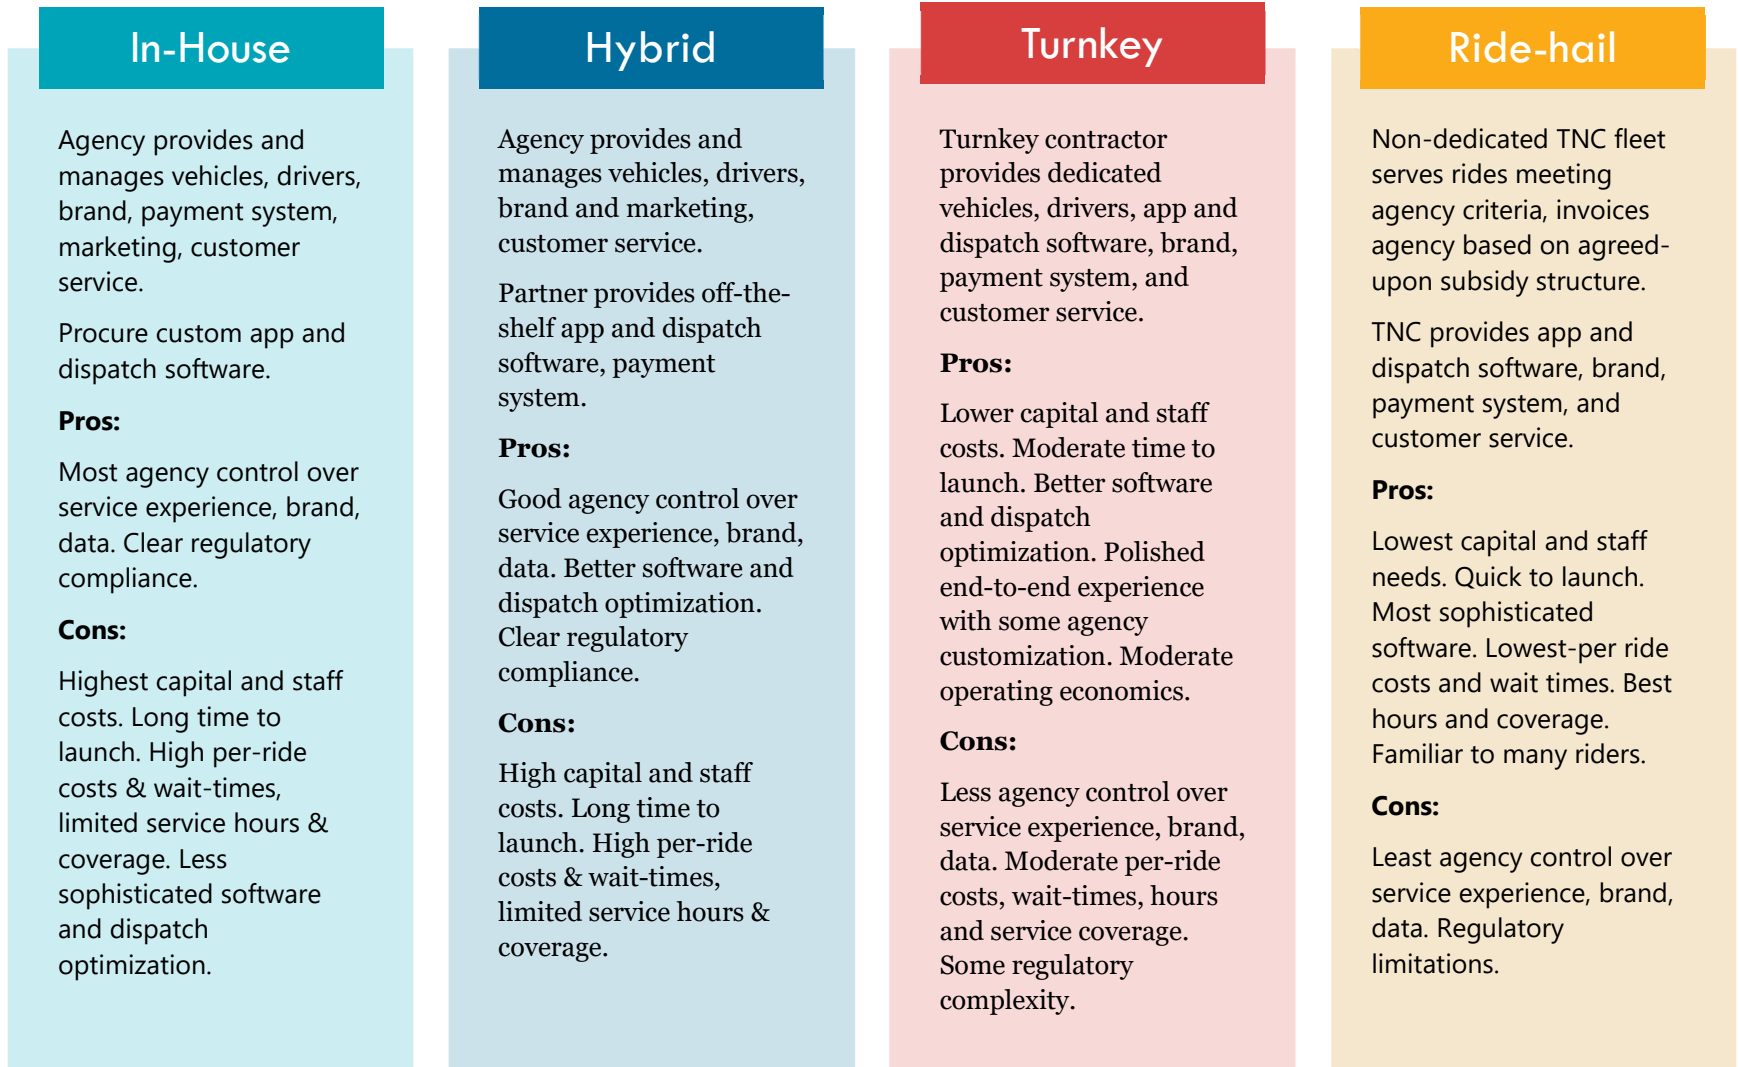 In-House
Agency provides and
manages vehicles, drivers,
brand, payment system,
marketing, customer
service.
Procure custom app and
dispatch software.
Pros:
Most agency control over
service experience, brand,
data. Clear regulatory
compliance.
Cons:
Highest capital and staff
costs. Long time to
launch. High per-ride
costs & wait-times,
limited service hours &
coverage. Less
sophisticated software
and dispatch
optimization.
Hybrid
Agency provides and
manages vehicles, drivers,
brand and marketing,
customer service.
Partner provides off-the-
shelf app and dispatch
software, payment
system.
Pros:
Good agency control over
service experience, brand,
data. Better software and
dispatch optimization.
Clear regulatory
compliance.
Cons:
High capital and staff
costs. Long time to
launch. High per-ride
costs & wait-times,
limited service hours &
coverage.
Turnkey
Turnkey contractor
provides dedicated
vehicles, drivers, app and
dispatch software, brand,
payment system, and
customer service.
Pros:
Lower capital and staff
costs. Moderate time to
launch. Better software
and dispatch
optimization. Polished
end-to-end experience
with some agency
customization. Moderate
operating economics.
Cons:
Less agency control over
service experience, brand,
data. Moderate per-ride
costs, wait-times, hours
and service coverage.
Some regulatory
complexity.
Ride-hail
Non-dedicated TNC fleet
serves rides meeting
agency criteria, invoices
agency based on agreed-
upon subsidy structure.
TNC provides app and
dispatch software, brand,
payment system, and
customer service.
Pros:
Lowest capital and staff
needs. Quick to launch.
Most sophisticated
software. Lowest-per ride
costs and wait times. Best
hours and coverage.
Familiar to many riders.
Cons:
Least agency control over
service experience, brand,
data. Regulatory
limitations.